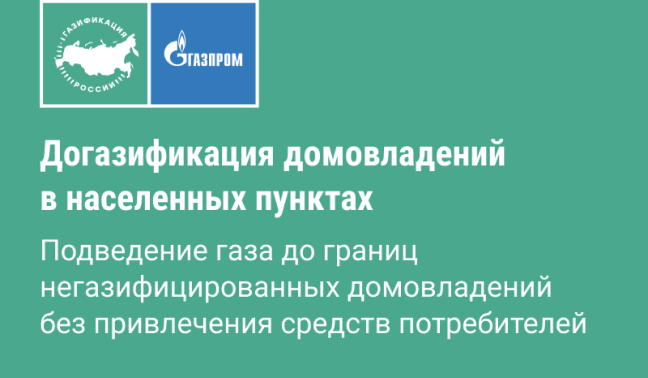 ГАЗИФИКАЦИЯ
РОССИИ
ГАЗПРОМ
Догазификация домовладений
в населенных пунктах
Подведение газа до границ
негазифицированных домовладений
без привлечения средств потребителей